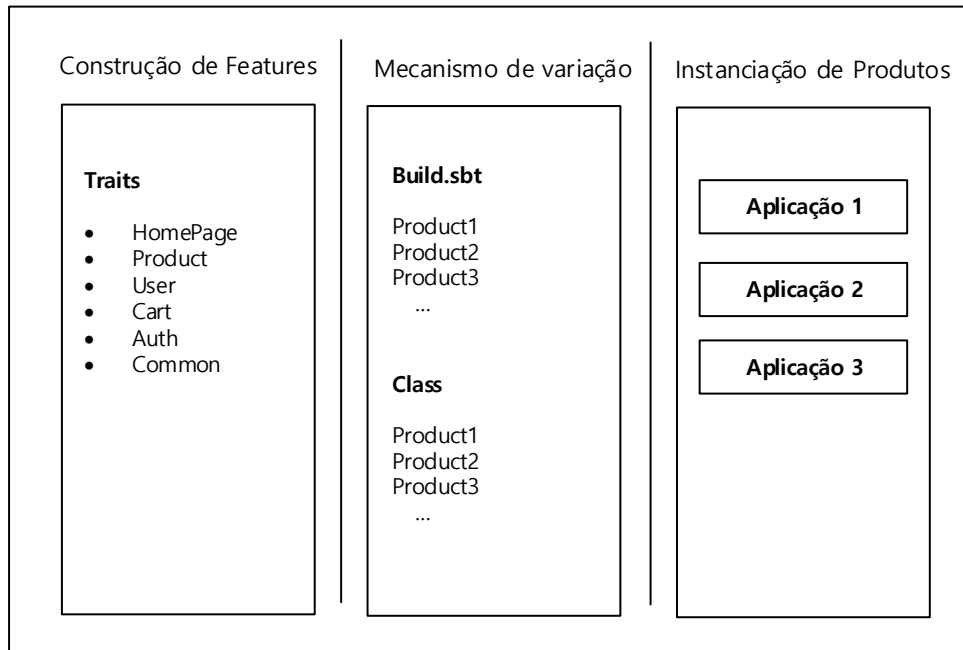 Construção de Features
Traits
• HomePage
• Product
• User
• Cart
• Auth
• Common
Mecanismo de variação
Build.sbt
Product1
Product2
Product3
...
Class
Product1
Product2
Product3
...
Instanciação de Produtos
Aplicação 1
Aplicação 2
Aplicação 3